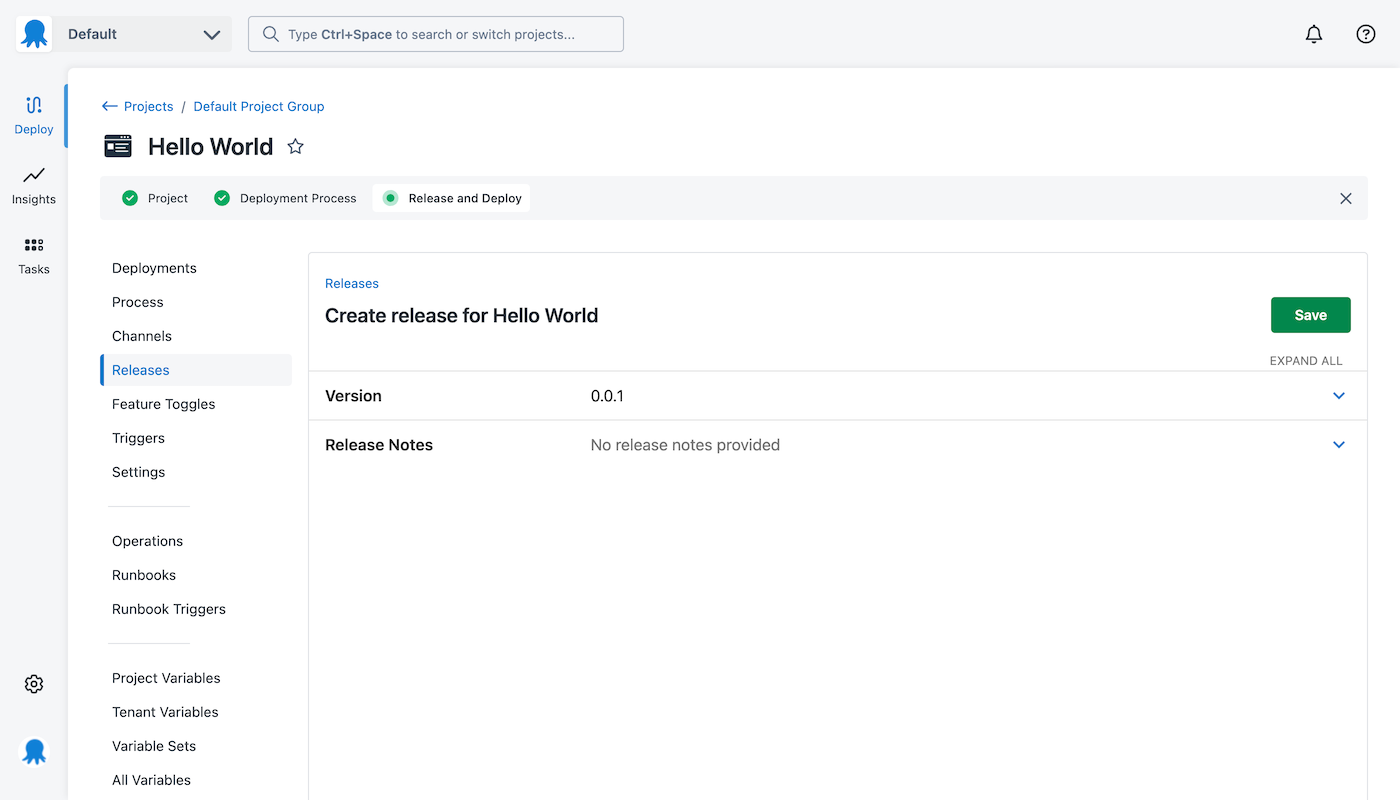 Default
Type Ctrl+Space to search or switch projects...
Deploy
Insights
Tasks
Projects / Default Project Group
Hello World
Project
Deployment Process
Release and Deploy
Deployments
Process
Channels
Releases
Feature Toggles
Triggers
Settings
Operations
Runbooks
Runbook Triggers
Project Variables
Tenant Variables
Variable Sets
All Variables
Releases
Create release for Hello World
Save
EXPAND ALL
Version 0.0.1
Release Notes No release notes provided